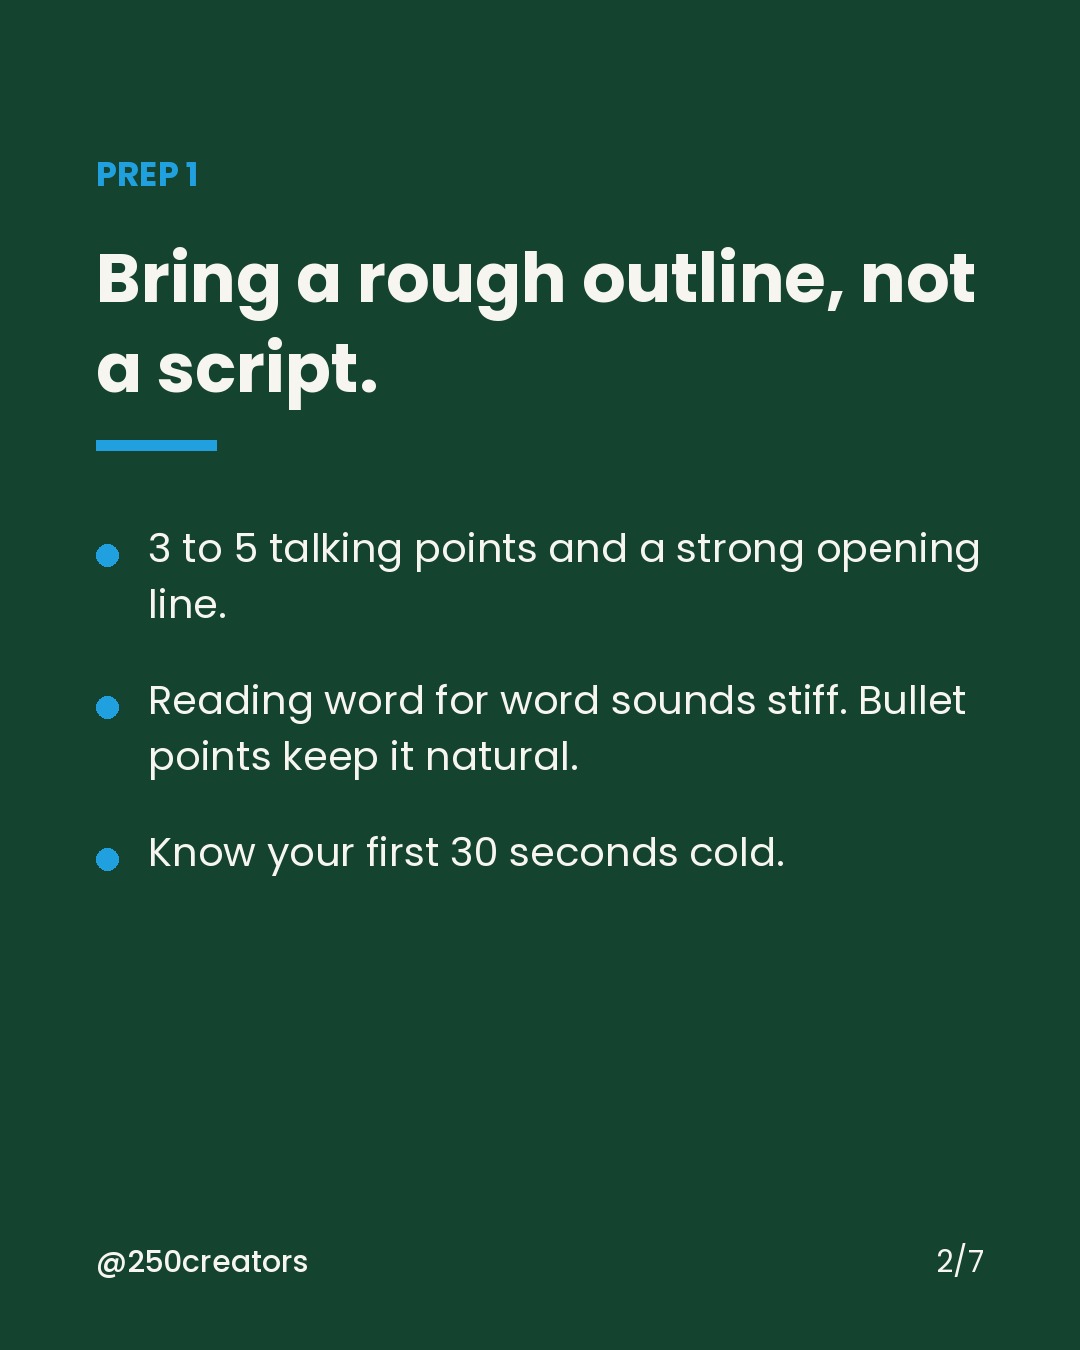 PREP 1
Bring a rough outline, not
a script.
3 to 5 talking points and a strong opening
line.
Reading word for word sounds stiff. Bullet
points keep it natural.
Know your first 30 seconds cold.
@250creators
2/7